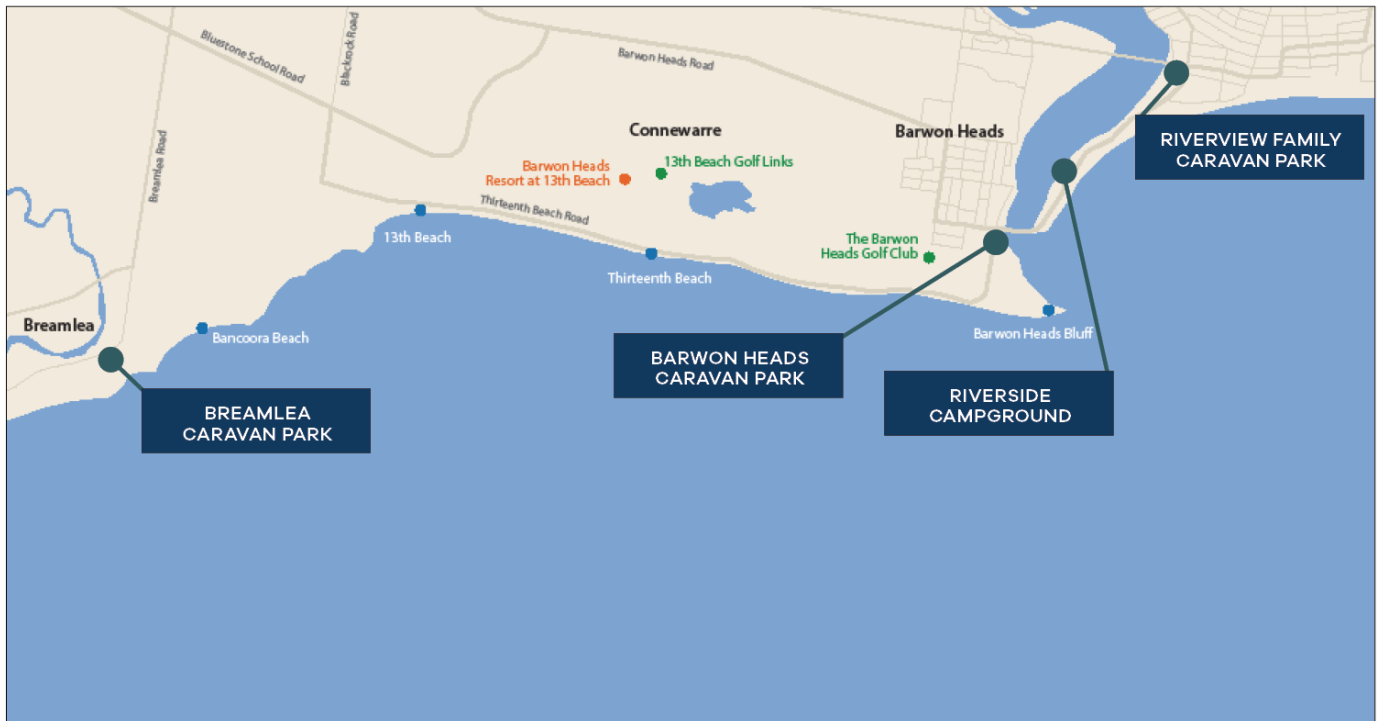 Bluestone School Road
Blackrock Road
Barwon Heads Road
Breamlea Road
Connewarre
Barwon Heads
RIVERVIEW FAMILY
CARAVAN PARK
Barwon Heads
Resort at 13th Beach
13th Beach Golf Links
Thirteenth Beach Road
13th Beach
The Barwon
Heads Golf Club
Thirteenth Beach
Breamlea
Bancoora Beach
Barwon Heads Bluff
BARWON HEADS
CARAVAN PARK
RIVERSIDE
CAMPGROUND
BREAMLEA
CARAVAN PARK